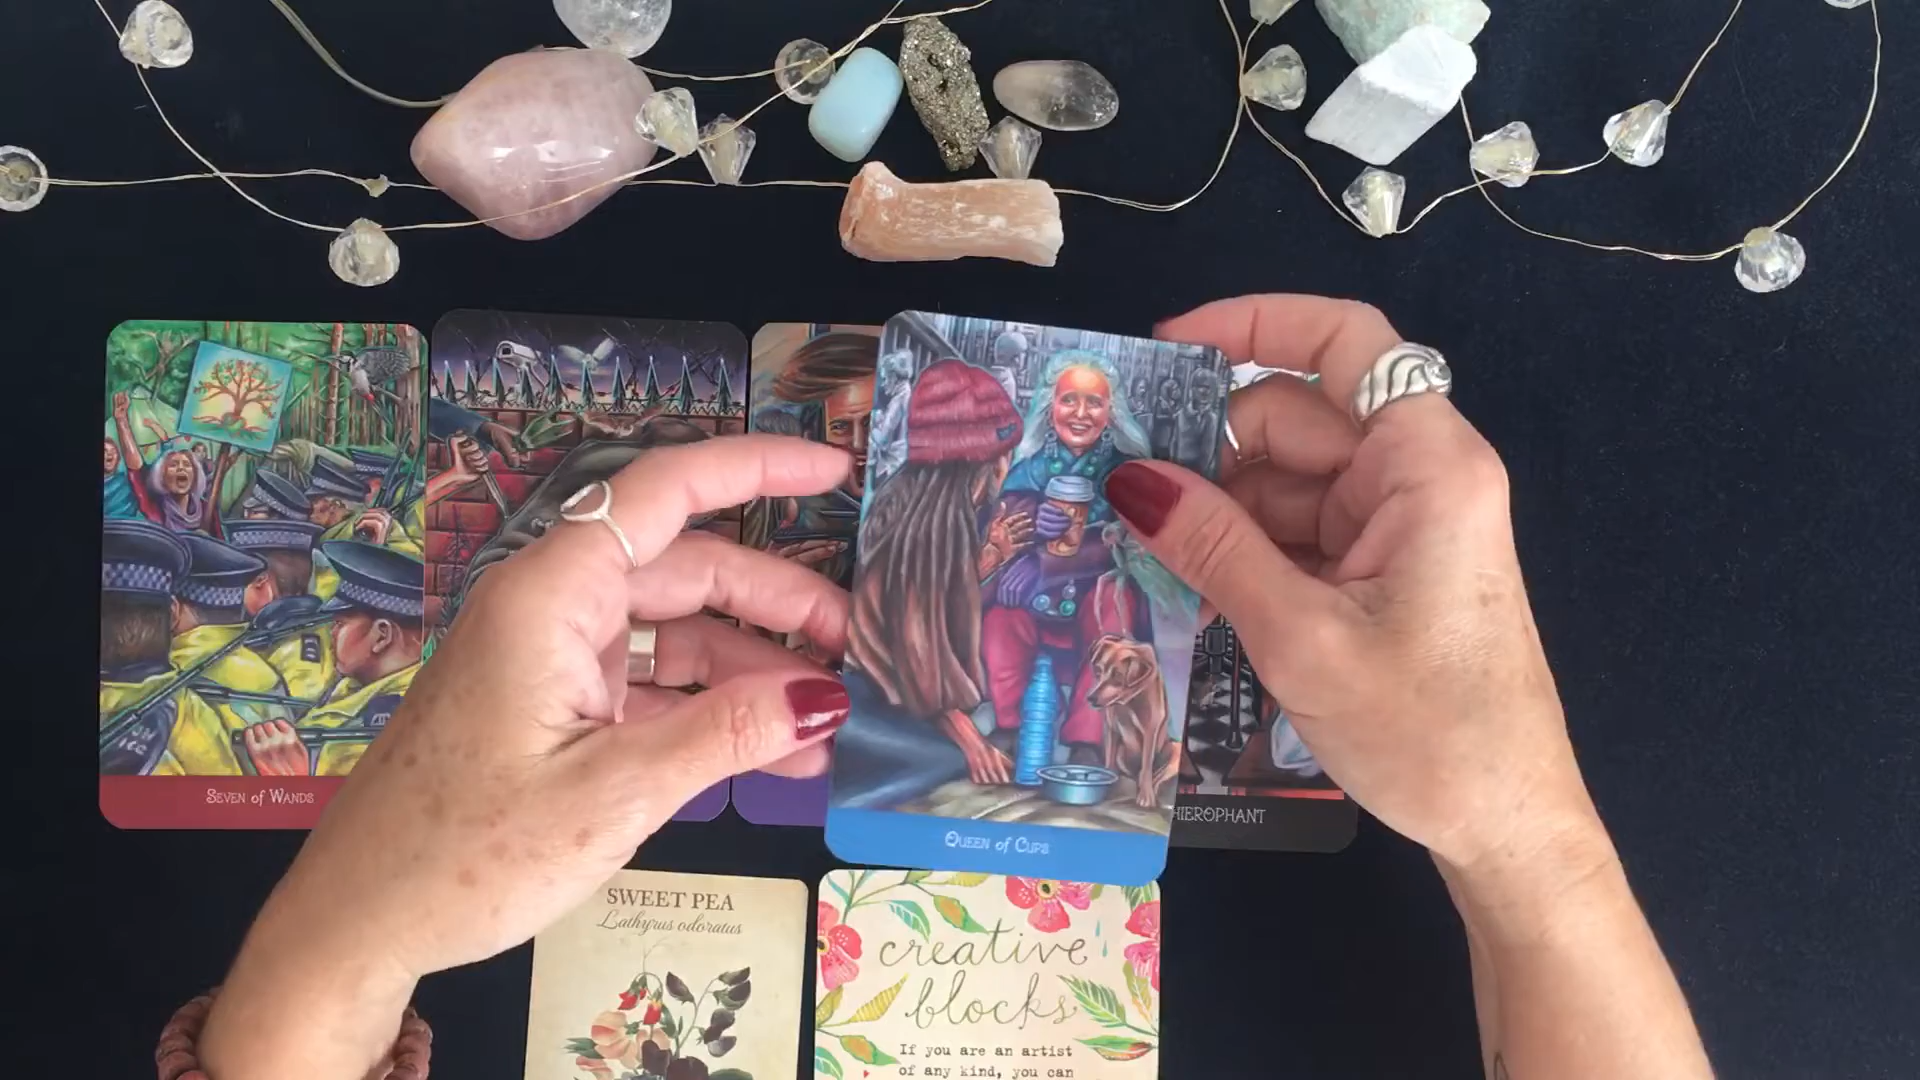 Seven of Wands
Queen of Cups
HIEROPHANT
SWEET PEA
Lathyrus odoratus
creative
blocks
If you are an artist
of any kind, you can